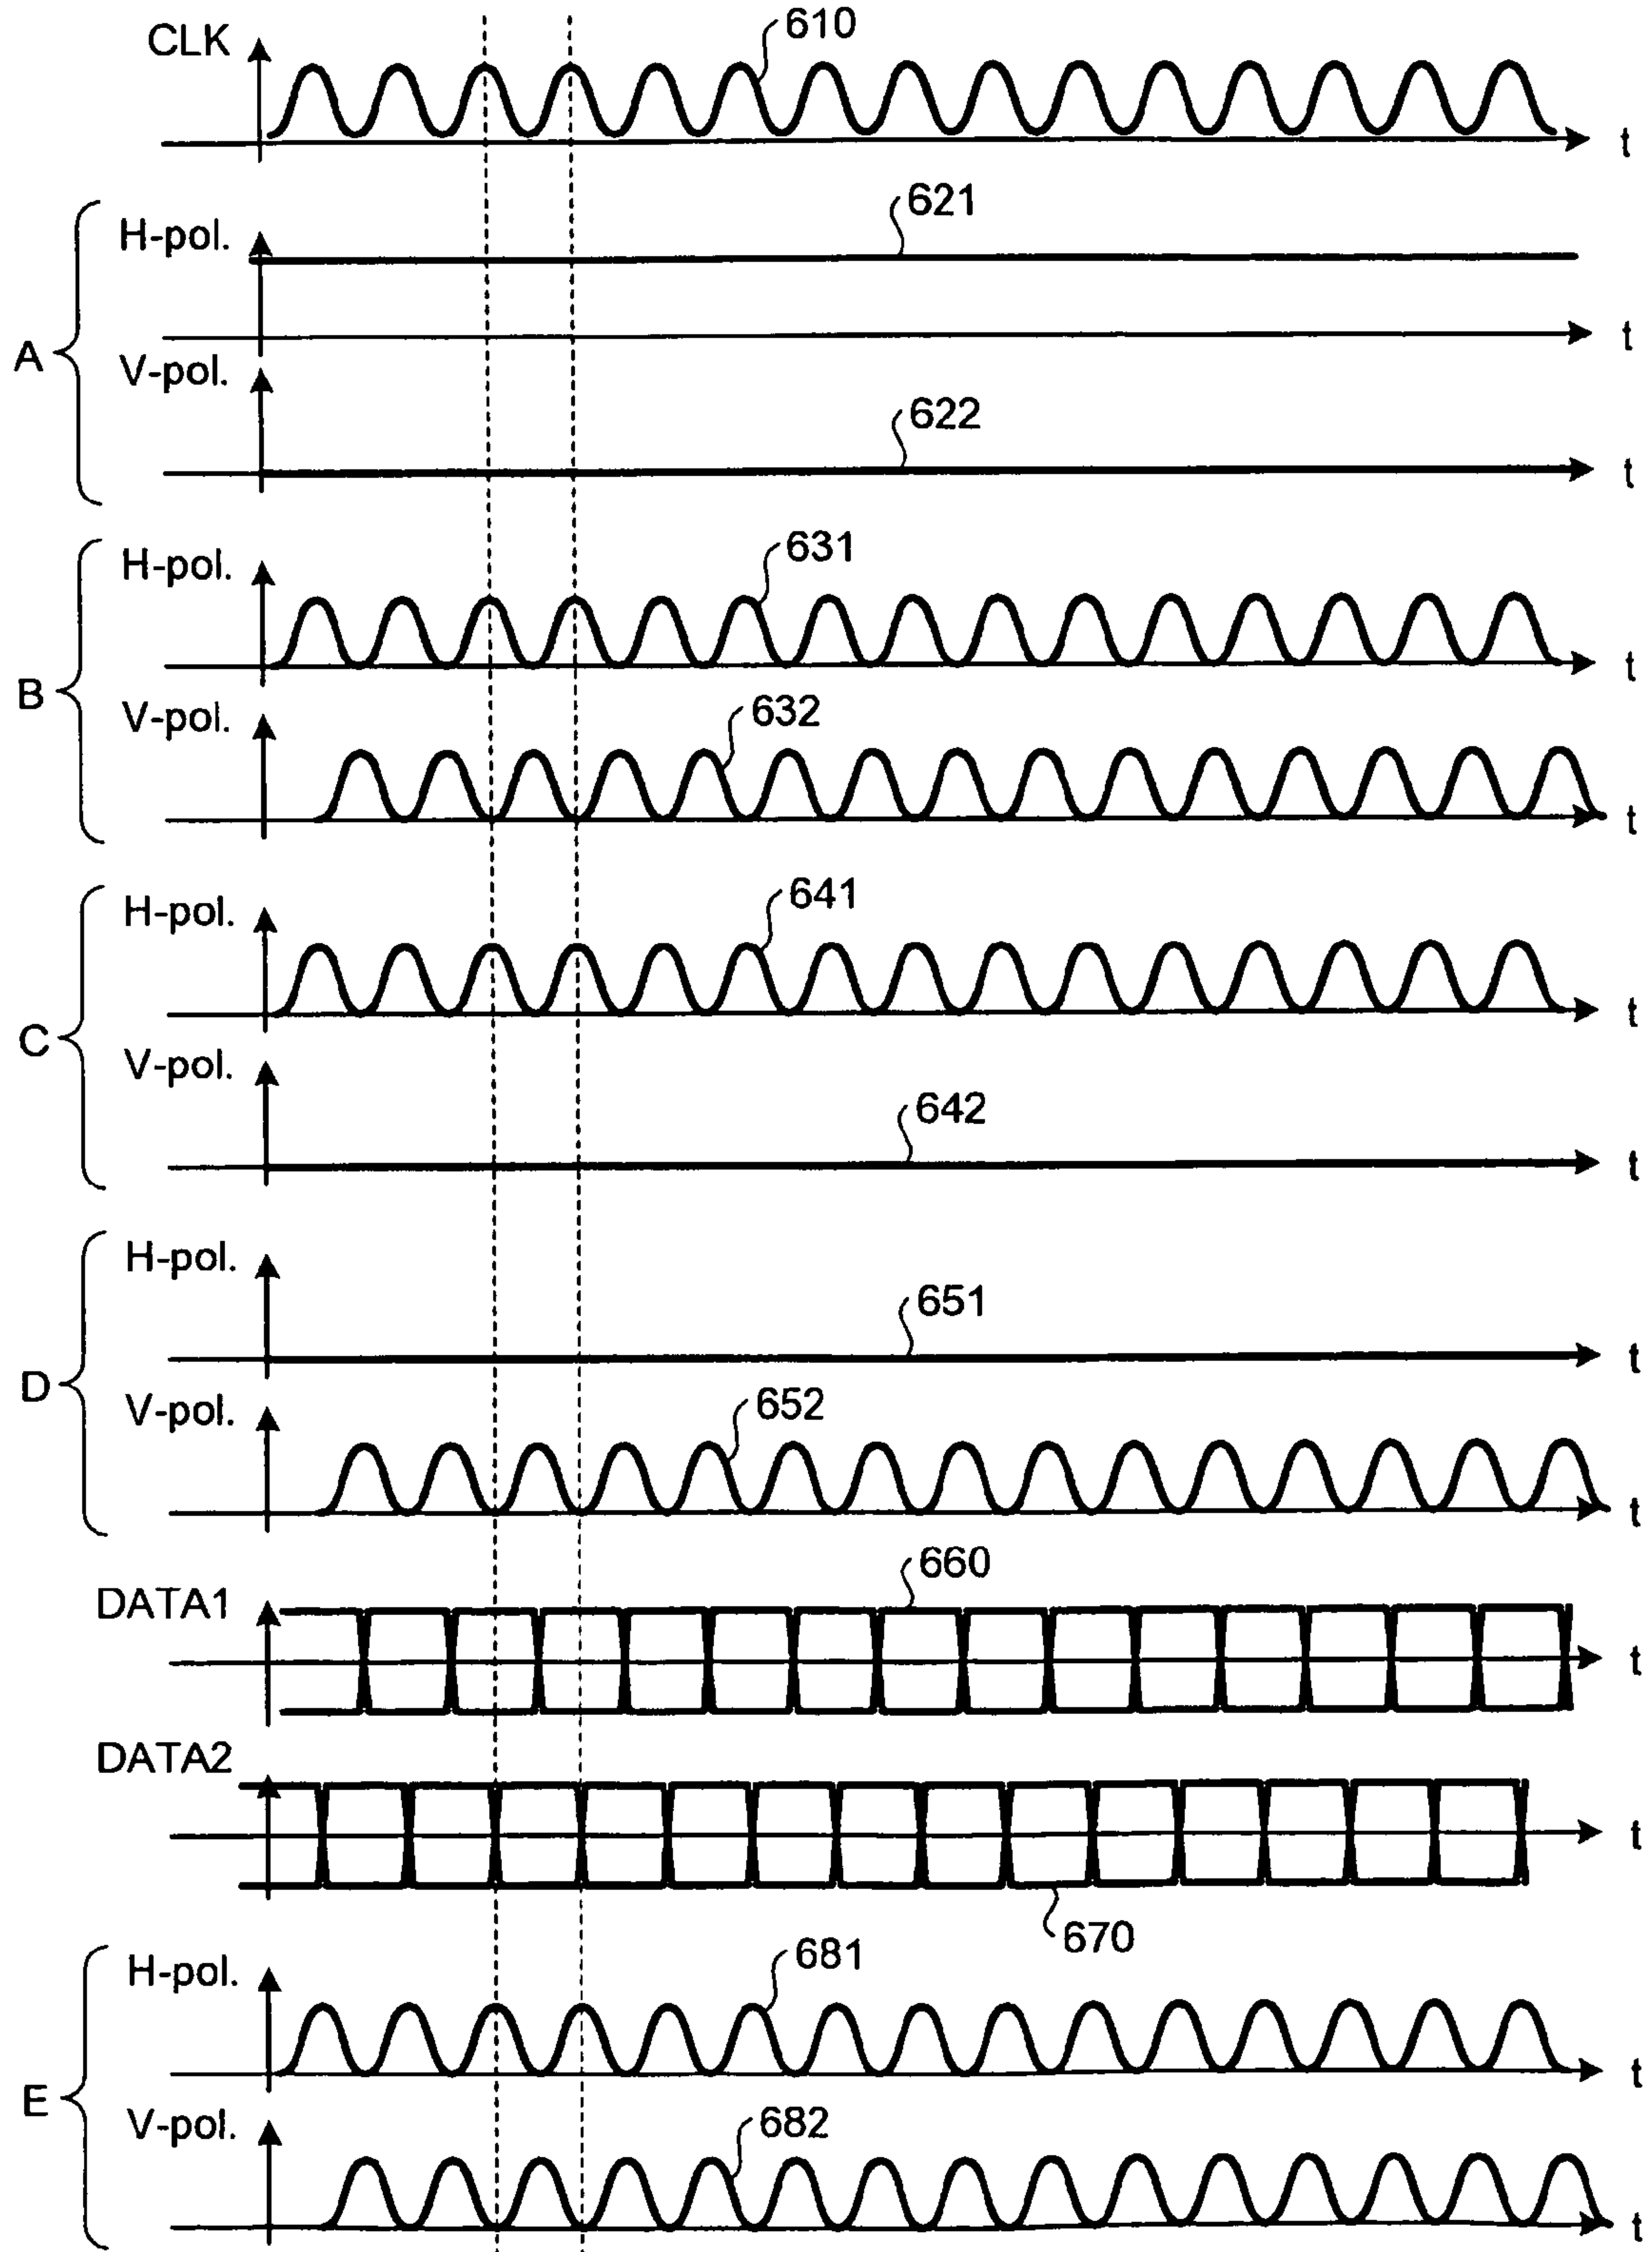 CLK
610
t
A
H-pol.
621
t
V-pol.
622
t
B
H-pol.
631
t
V-pol.
632
t
C
H-pol.
641
t
V-pol.
642
t
D
H-pol.
651
t
V-pol.
652
t
DATA1
660
t
DATA2
t
670
E
H-pol.
681
t
V-pol.
682
t